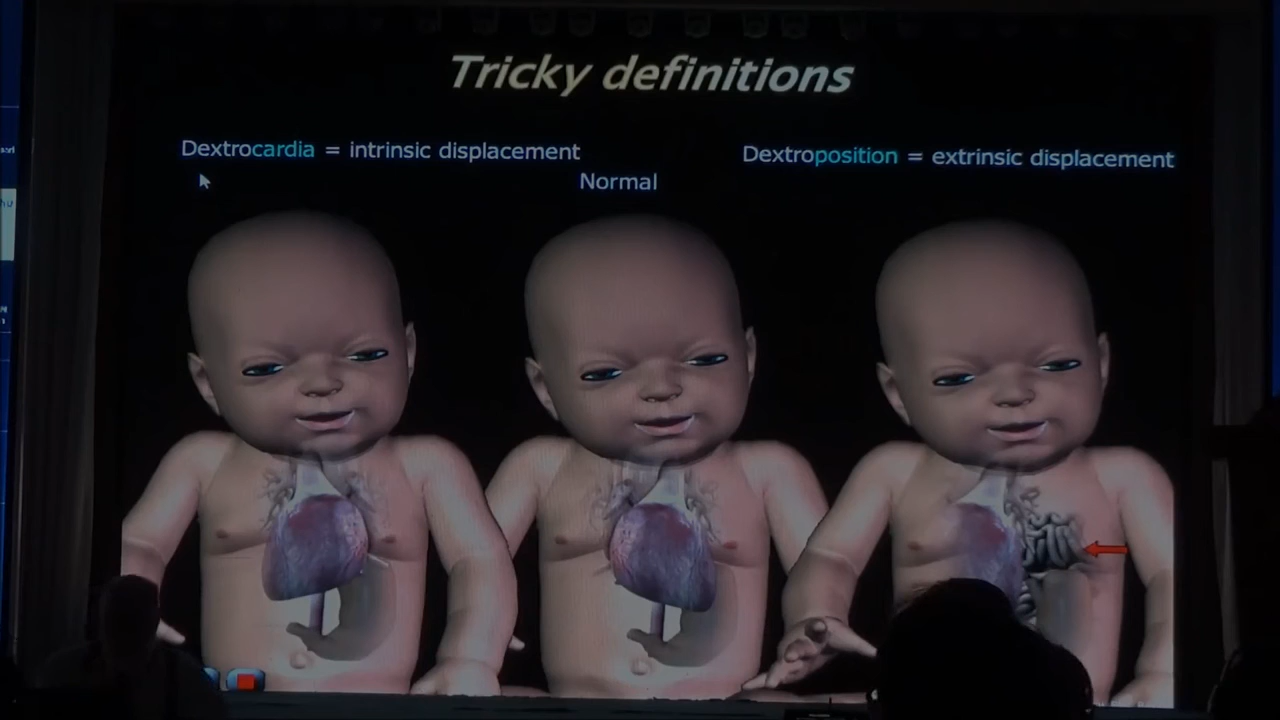 Tricky definitions
Dextrocardia = intrinsic displacement
Dextroposition = extrinsic displacement
Normal